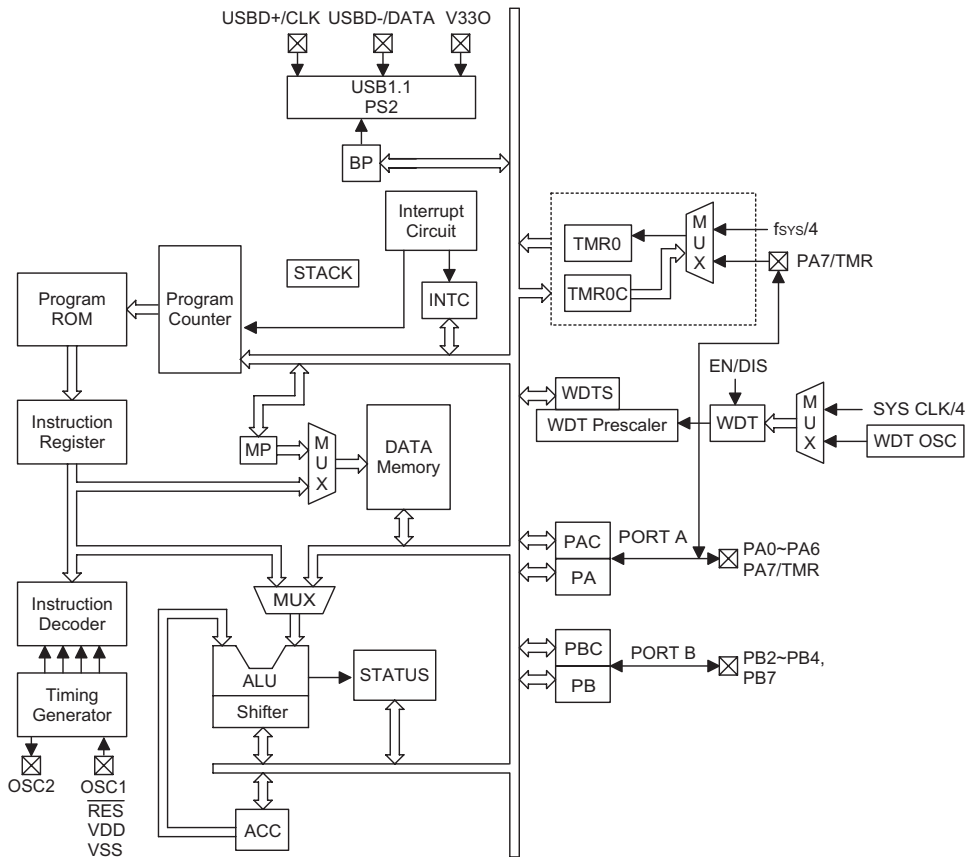 USBD+/CLK USBD-/DATA V33O
USB1.1
PS2
BP
Interrupt
Circuit
STACK
INTC
Program
ROM
Program
Counter
TMR0
TMR0C
MUX
fSYS/4
PA7/TMR
EN/DIS
WDTS
WDT Prescaler
WDT
MUX
SYS CLK/4
WDT OSC
Instruction
Register
MP
MUX
DATA
Memory
PAC
PA
PORT A
PA0~PA6
PA7/TMR
Instruction
Decoder
MUX
ALU
Shifter
STATUS
PBC
PB
PORT B
PB2~PB4,
PB7
Timing
Generator
OSC2
OSC1
RES
VDD
VSS
ACC